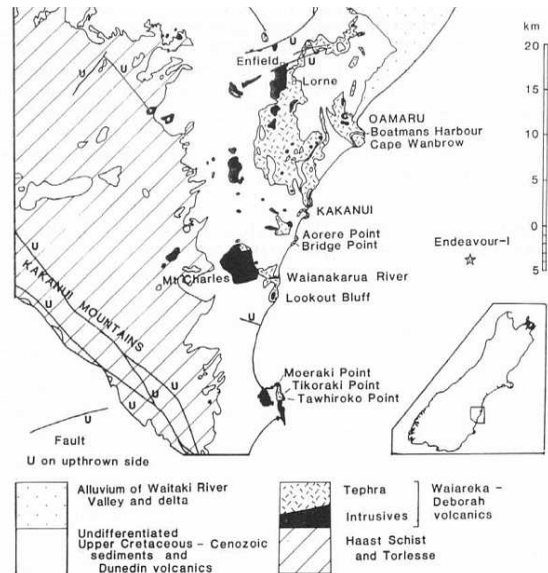 km
20
15
10
5
0
5
Enfield
U
U
U
Lorne
OAMARU
Boatmans Harbour
Cape Wanbrow
KAKANUI
Aorere Point
Bridge Point
Endeavour-I
Mt Charles
Waianakarua River
Lookout Bluff
U
U
KAKANUI MOUNTAINS
U
U
U
U
U
Moeraki Point
Tikoraki Point
Tawhiroko Point
U
Fault
U on upthrown side
Alluvium of Waitaki River
Valley and delta
Undifferentiated
Upper Cretaceous - Cenozoic
sediments and
Dunedin volcanics
Tephra
Intrusives
Waiareka -
Deborah
volcanics
Haast Schist
and Torlesse